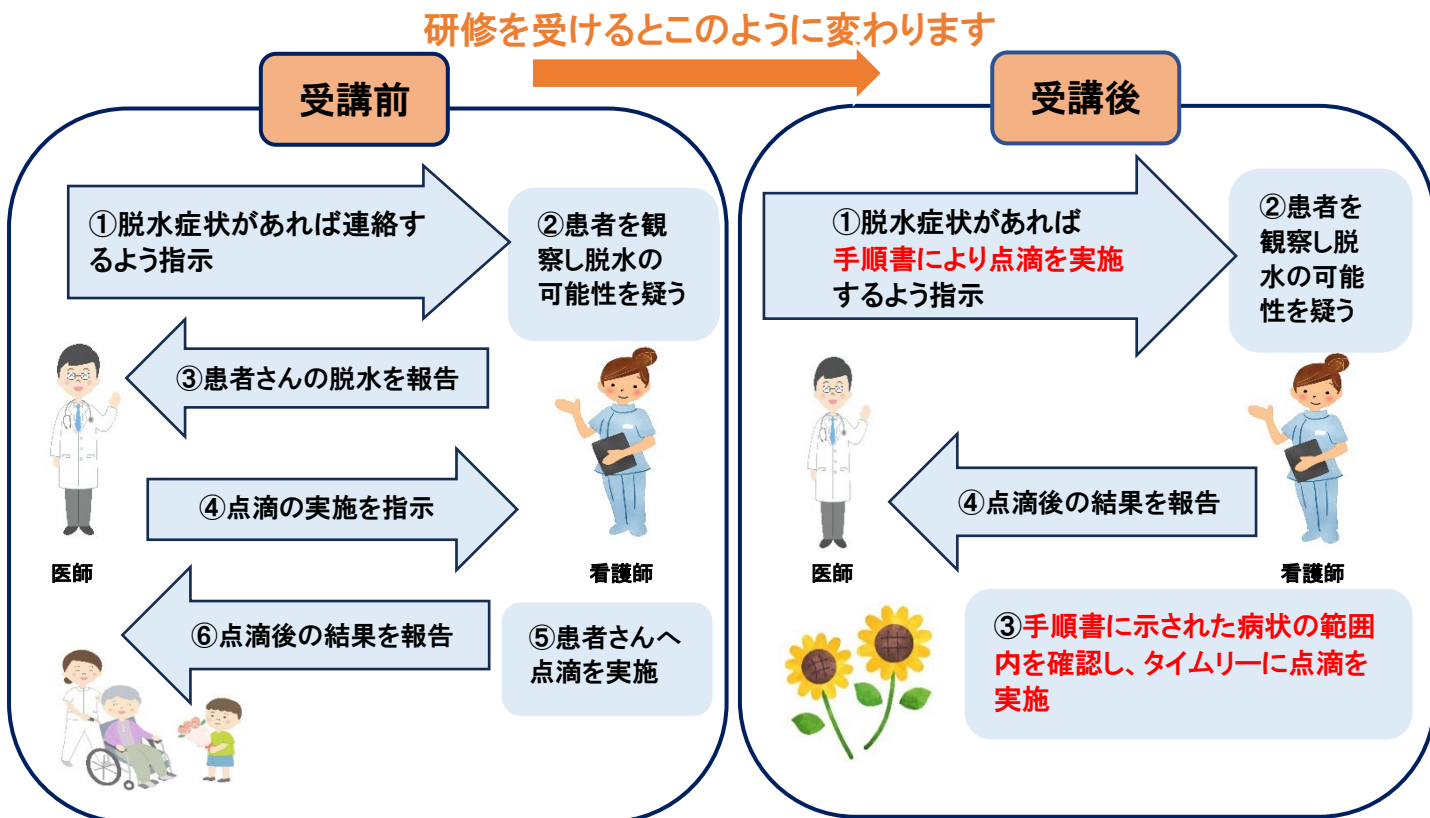 研修を受けるとこのように変わります
受講前
①脱水症状があれば連絡す
るよう指示
②患者を観
察し脱水の
可能性を疑う
③患者さんの脱水を報告
④点滴の実施を指示
医師
看護師
⑥点滴後の結果を報告
⑤患者さんへ
点滴を実施
受講後
①脱水症状があれば
手順書により点滴を実施
するよう指示
②患者を
観察し脱
水の可能
性を疑う
④点滴後の結果を報告
医師
看護師
③手順書に示された病状の範囲
内を確認し、タイムリーに点滴を
実施